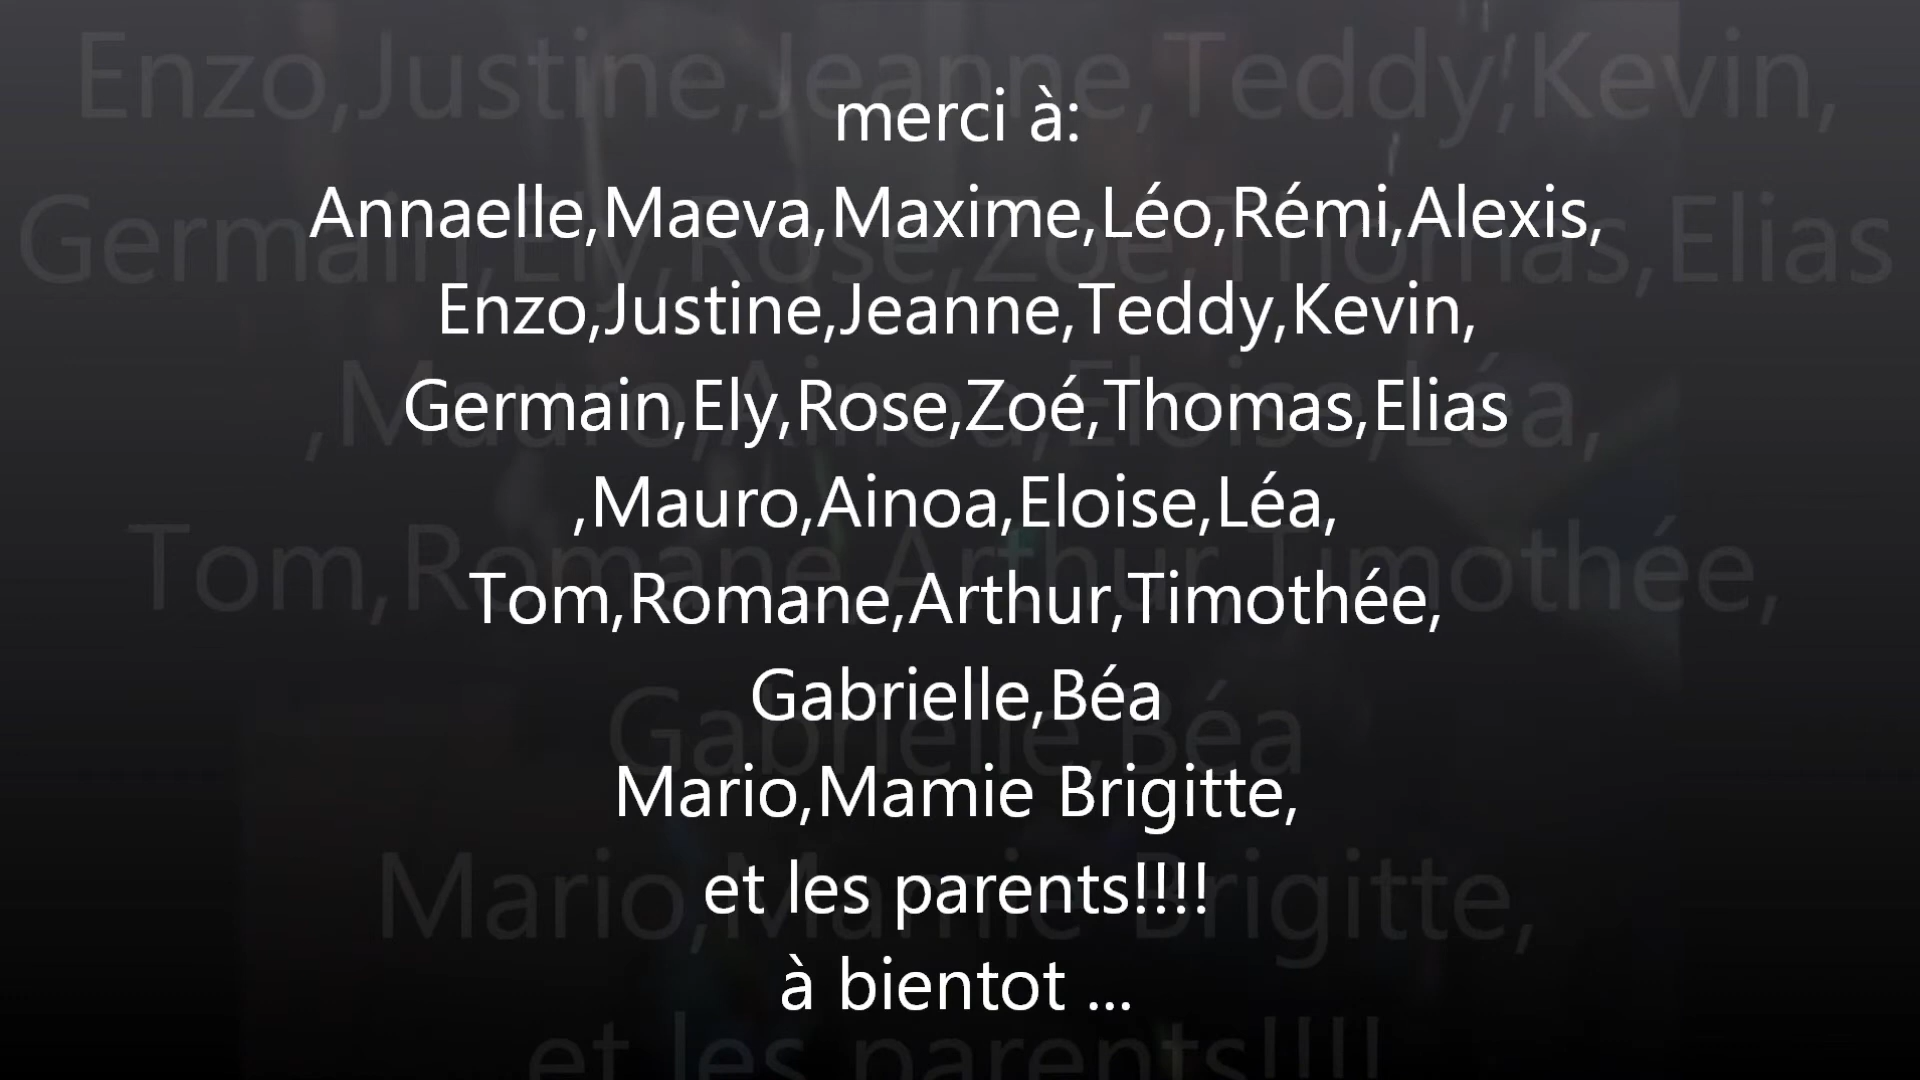 merci à:
Annaelle,Maeva,Maxime,Léo,Rémi,Alexis,
Enzo,Justine,Jeanne,Teddy,Kevin,
Germain,Ely,Rose,Zoé,Thomas,Elias
,Mauro,Ainoa,Eloise,Léa,
Tom,Romane,Arthur,Timothée,
Gabrielle,Béa
Mario,Mamie Brigitte,
et les parents!!!!
à bientot ...